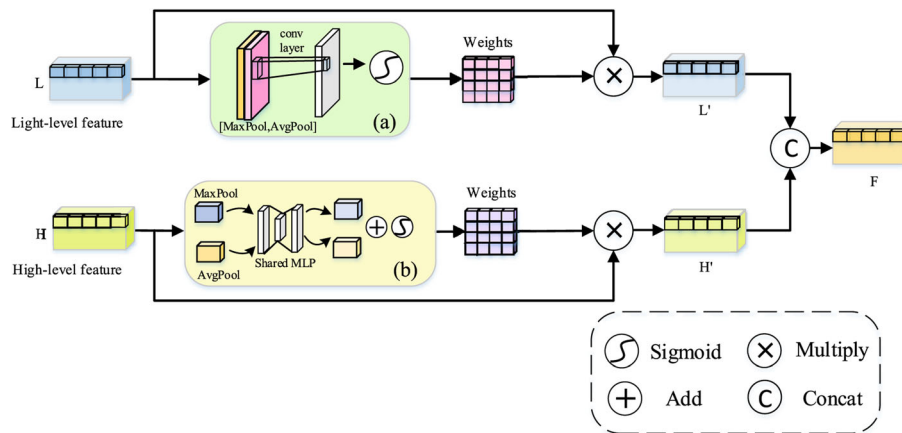 L
Light-level feature
conv
layer
[MaxPool,AvgPool]
(a)
Weights
L'
C
F
H
High-level feature
MaxPool
AvgPool
Shared MLP
(b)
Weights
H'
Sigmoid
Multiply
Add
C
Concat